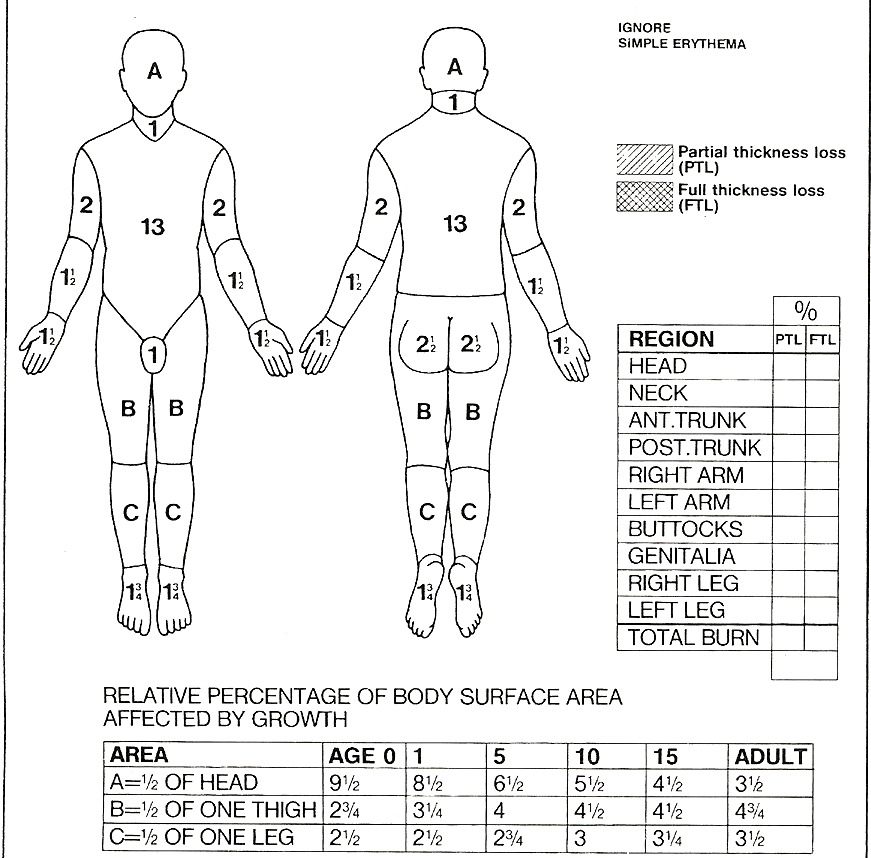 IGNORE
SIMPLE ERYTHEMA
A
1
2
13
2
1½
1½
1½
1½
1
B
B
C
C
1¾
1¾
A
1
2
13
2
1½
1½
1½
1½
2½
2½
B
B
C
C
1¾
1¾
Partial thickness loss
(PTL)
Full thickness loss
(FTL)
%
REGION PTL FTL
HEAD
NECK
ANT.TRUNK
POST.TRUNK
RIGHT ARM
LEFT ARM
BUTTOCKS
GENITALIA
RIGHT LEG
LEFT LEG
TOTAL BURN
RELATIVE PERCENTAGE OF BODY SURFACE AREA
AFFECTED BY GROWTH
AREA AGE 0 1 5 10 15 ADULT
A=½ OF HEAD 9½ 8½ 6½ 5½ 4½ 3½
B=½ OF ONE THIGH 2¾ 3¼ 4 4½ 4½ 4¾
C=½ OF ONE LEG 2½ 2½ 2¾ 3 3¼ 3½